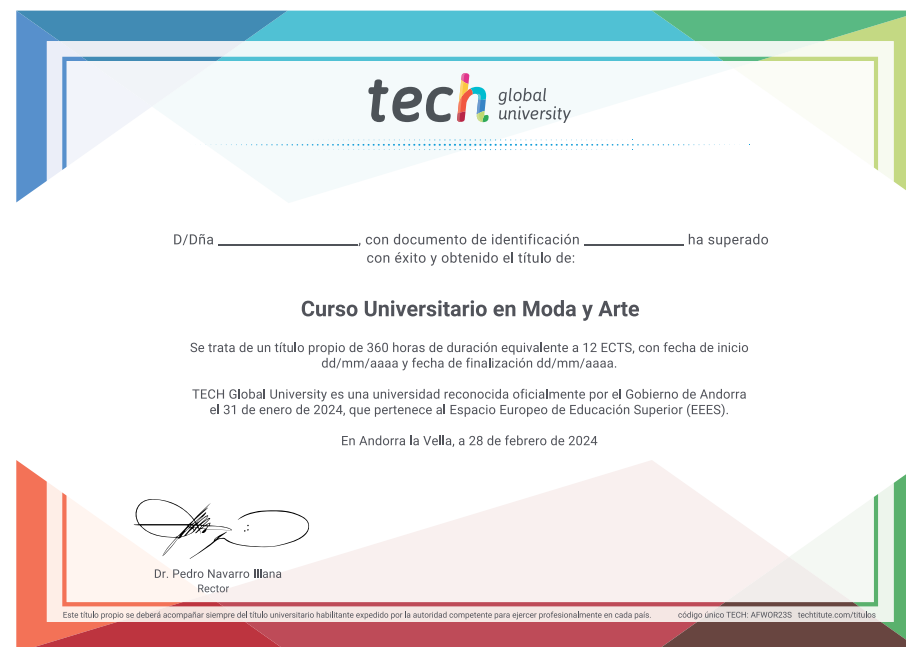 tech global university
D/Dña ____________________, con documento de identificación ______________ ha superado
con éxito y obtenido el título de:
Curso Universitario en Moda y Arte
Se trata de un título propio de 360 horas de duración equivalente a 12 ECTS, con fecha de inicio
dd/mm/aaaa y fecha de finalización dd/mm/aaaa.
TECH Global University es una universidad reconocida oficialmente por el Gobierno de Andorra
el 31 de enero de 2024, que pertenece al Espacio Europeo de Educación Superior (EEES).
En Andorra la Vella, a 28 de febrero de 2024
Dr. Pedro Navarro Illana
Rector
Este título propio se deberá acompañar siempre del título universitario habilitante expedido por la autoridad competente para ejercer profesionalmente en cada país. código único TECH: AFWOR23S techtitute.com/titulos